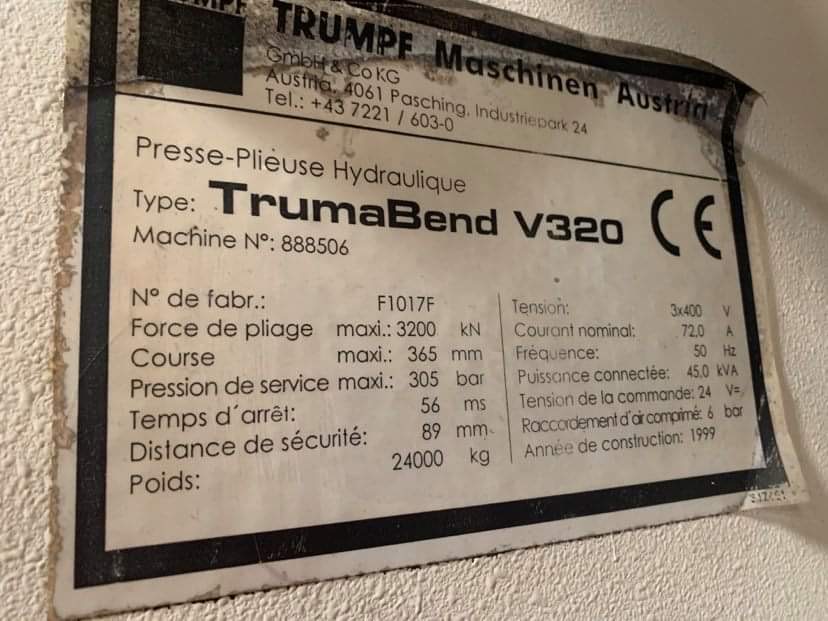 TRUMPF Maschinen Austria
GmbH & Co KG
Austria, 4061 Pasching, Industriepark 24
Tel.: +43 7221 / 603-0
Presse-Plieuse Hydraulique
Type: TrumaBend V320 CE
Machine N°: 888506
N° de fabr.: F1017F
Force de pliage maxi.: 3200 kN
Course maxi.: 365 mm
Pression de service maxi.: 305 bar
Temps d´arrêt: 56 ms
Distance de sécurité: 89 mm
Poids: 24000 kg
Tension: 3x400 V
Courant nominal: 72,0 A
Fréquence: 50 Hz
Puissance connectée: 45,0 kVA
Tension de la commande: 24 V=
Raccordement d´air comprimé: 6 bar
Année de construction: 1999